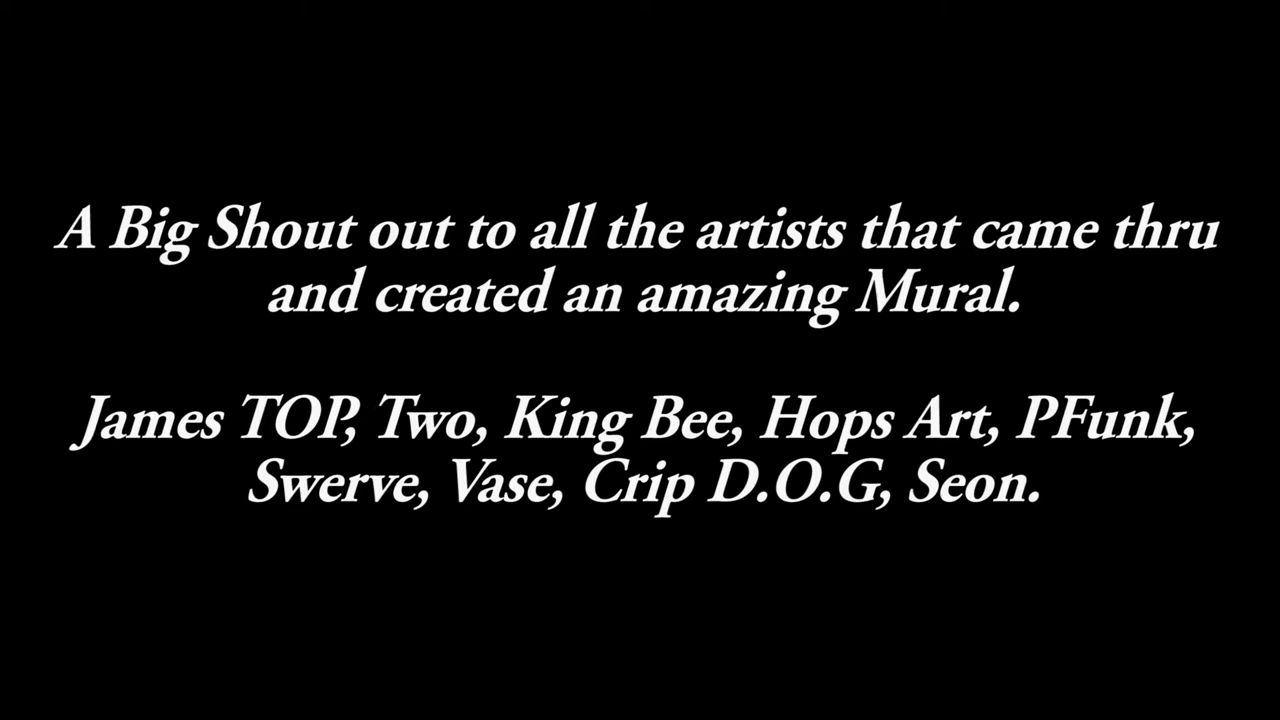 A Big Shout out to all the artists that came thru
and created an amazing Mural.
James TOP, Two, King Bee, Hops Art, PFunk,
Swerve, Vase, Crip D.O.G, Seon.